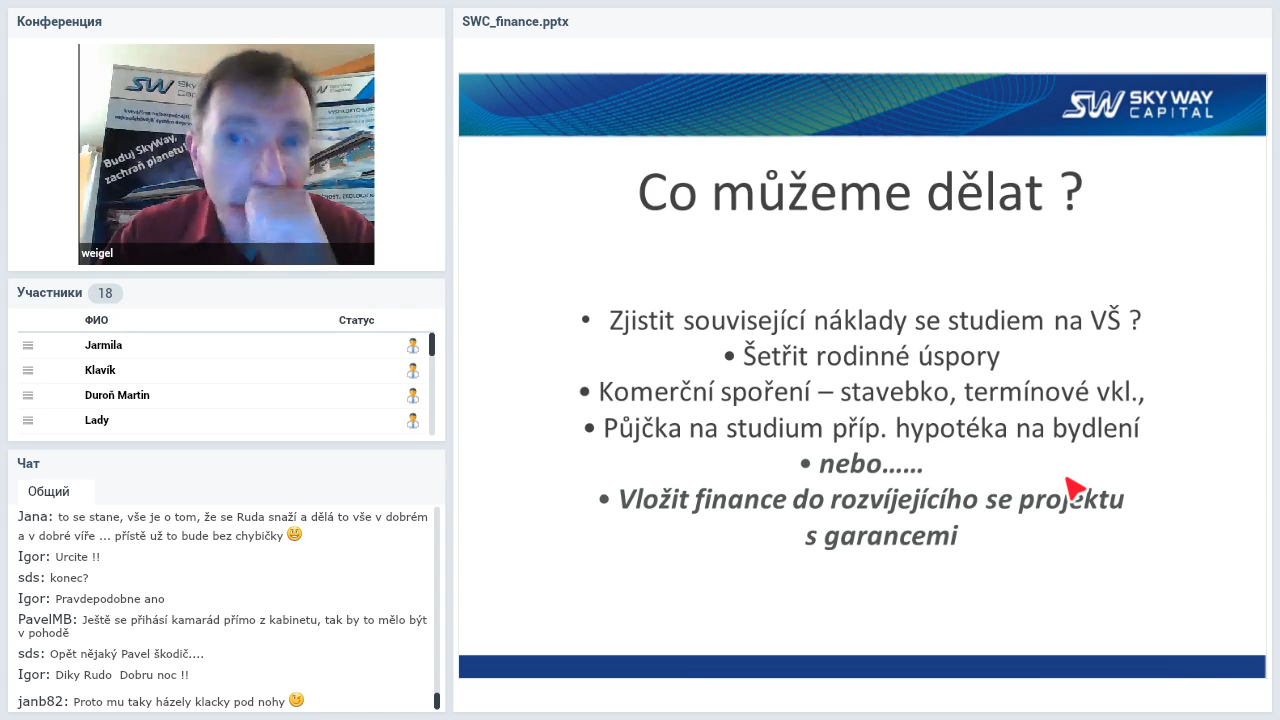 Конференция
SW
Buduj SkyWay,
zachraň planetu!
weigel
Участники 18
ФИО Статус
Jarmila
Klavík
Duroň Martin
Lady
Чат
Общий
Jana: to se stane, vše je o tom, že se Ruda snaží a dělá to vše v dobrém
a v dobré víře ... přístě už to bude bez chybičky
Igor: Urcite !!
sds: konec?
Igor: Pravdepodobne ano
PavelMB: Ještě se přihásí kamarád přímo z kabinetu, tak by to mělo být
v pohodě
sds: Opět nějaký Pavel škodič....
Igor: Diky Rudo Dobru noc !!
janb82: Proto mu taky házely klacky pod nohy
SWC_finance.pptx
SW SKY WAY
CAPITAL
Co můžeme dělat ?
• Zjistit související náklady se studiem na VŠ ?
• Šetřit rodinné úspory
• Komerční spoření – stavebko, termínové vkl.,
• Půjčka na studium příp. hypotéka na bydlení
• nebo......
• Vložit finance do rozvíjejícího se projektu
s garancemi